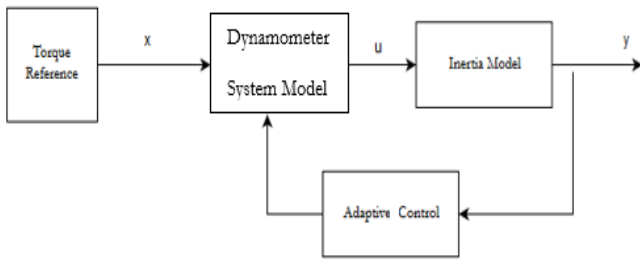 Torque
Reference
x
Dynamometer
System Model
u
Inertia Model
y
Adaptive Control